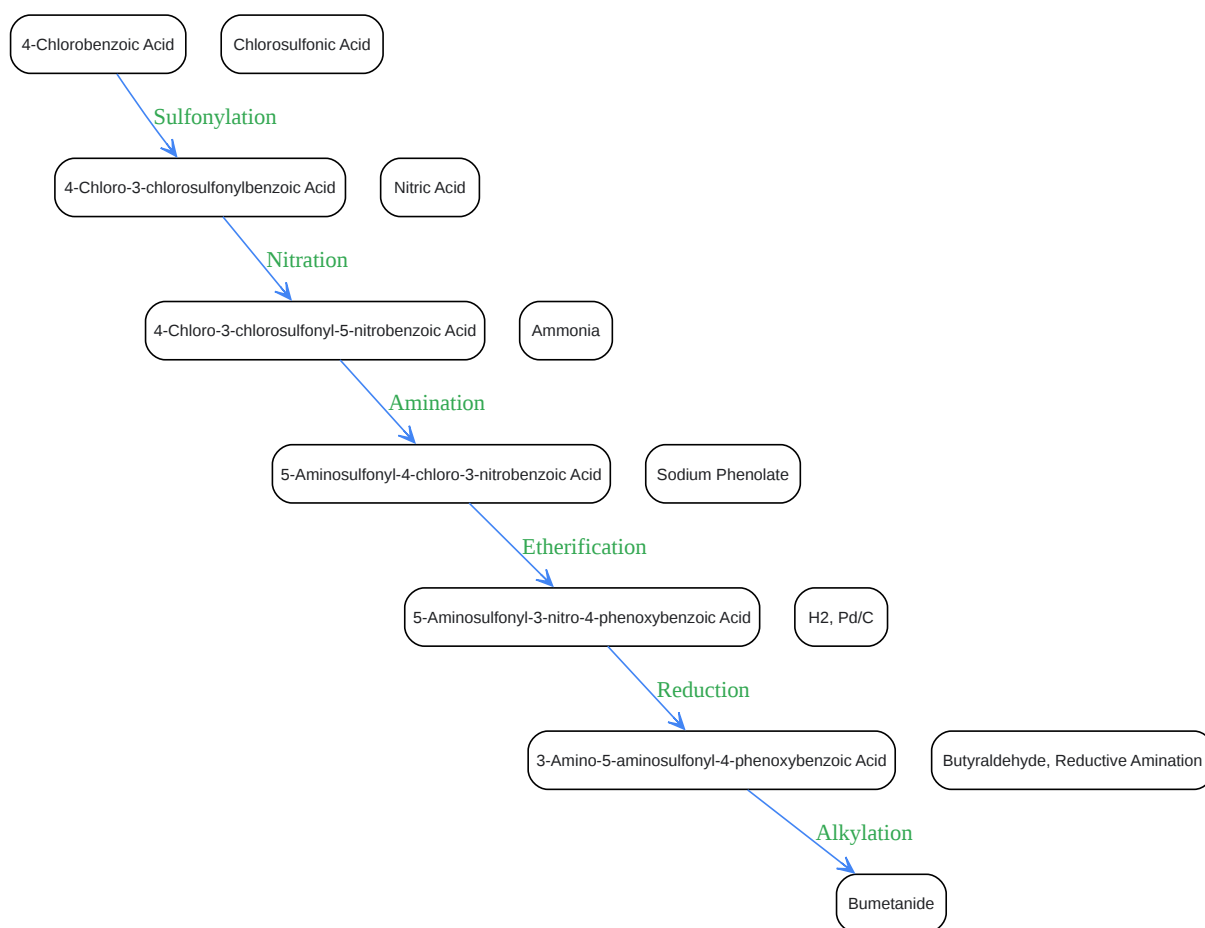 4-Chlorobenzoic Acid
Chlorosulfonic Acid
Sulfonylation
4-Chloro-3-chlorosulfonylbenzoic Acid
Nitric Acid
Nitration
4-Chloro-3-chlorosulfonyl-5-nitrobenzoic Acid
Ammonia
Amination
5-Aminosulfonyl-4-chloro-3-nitrobenzoic Acid
Sodium Phenolate
Etherification
5-Aminosulfonyl-3-nitro-4-phenoxybenzoic Acid
H2, Pd/C
Reduction
3-Amino-5-aminosulfonyl-4-phenoxybenzoic Acid
Butyraldehyde, Reductive Amination
Alkylation
Bumetanide